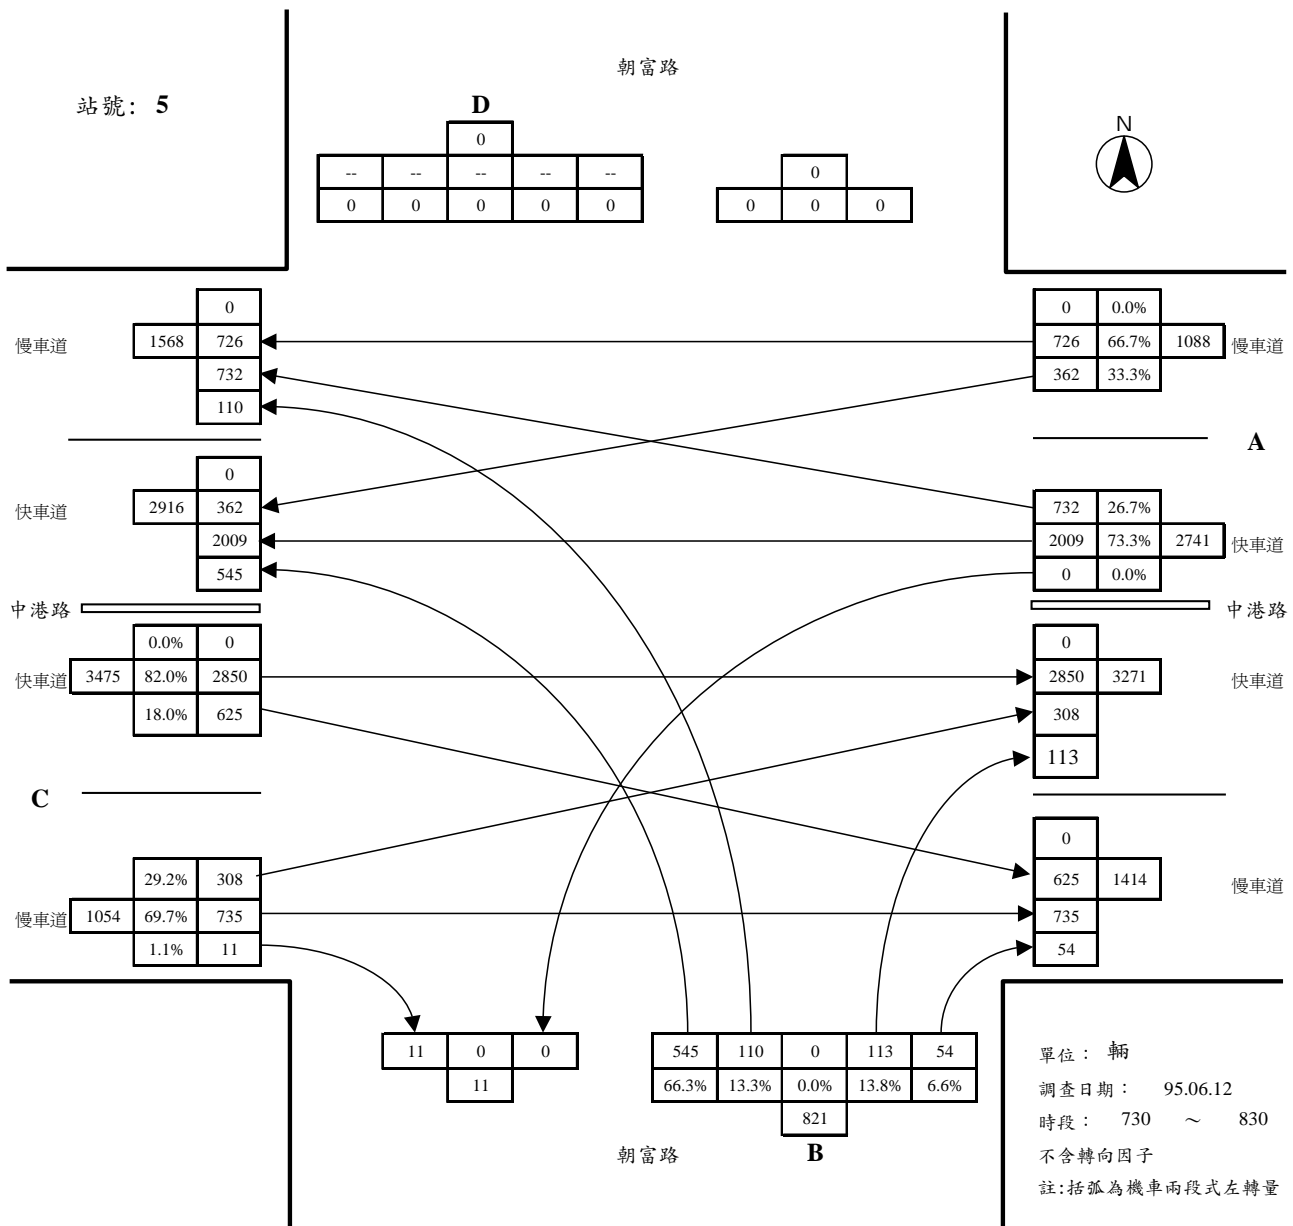 朝富路
站號: 5
D
N
0
-- -- -- -- --
0
0 0 0 0 0
0 0 0
0
0 0.0%
慢車道 1568 726
726 66.7% 1088 慢車道
732
362 33.3%
110
A
0
快車道 2916 362
732 26.7%
2009
2009 73.3% 2741 快車道
545
0 0.0%
中港路
中港路
0.0% 0
0
快車道 3475 82.0% 2850
2850 3271 快車道
18.0% 625
308
113
C
0
29.2% 308
625 1414 慢車道
慢車道 1054 69.7% 735
735
1.1% 11
54
11 0 0
11
545 110 0 113 54
66.3% 13.3% 0.0% 13.8% 6.6%
821
朝富路
B
單位: 輛
調查日期: 95.06.12
時段: 730 ~ 830
不含轉向因子
註:括弧為機車兩段式左轉量